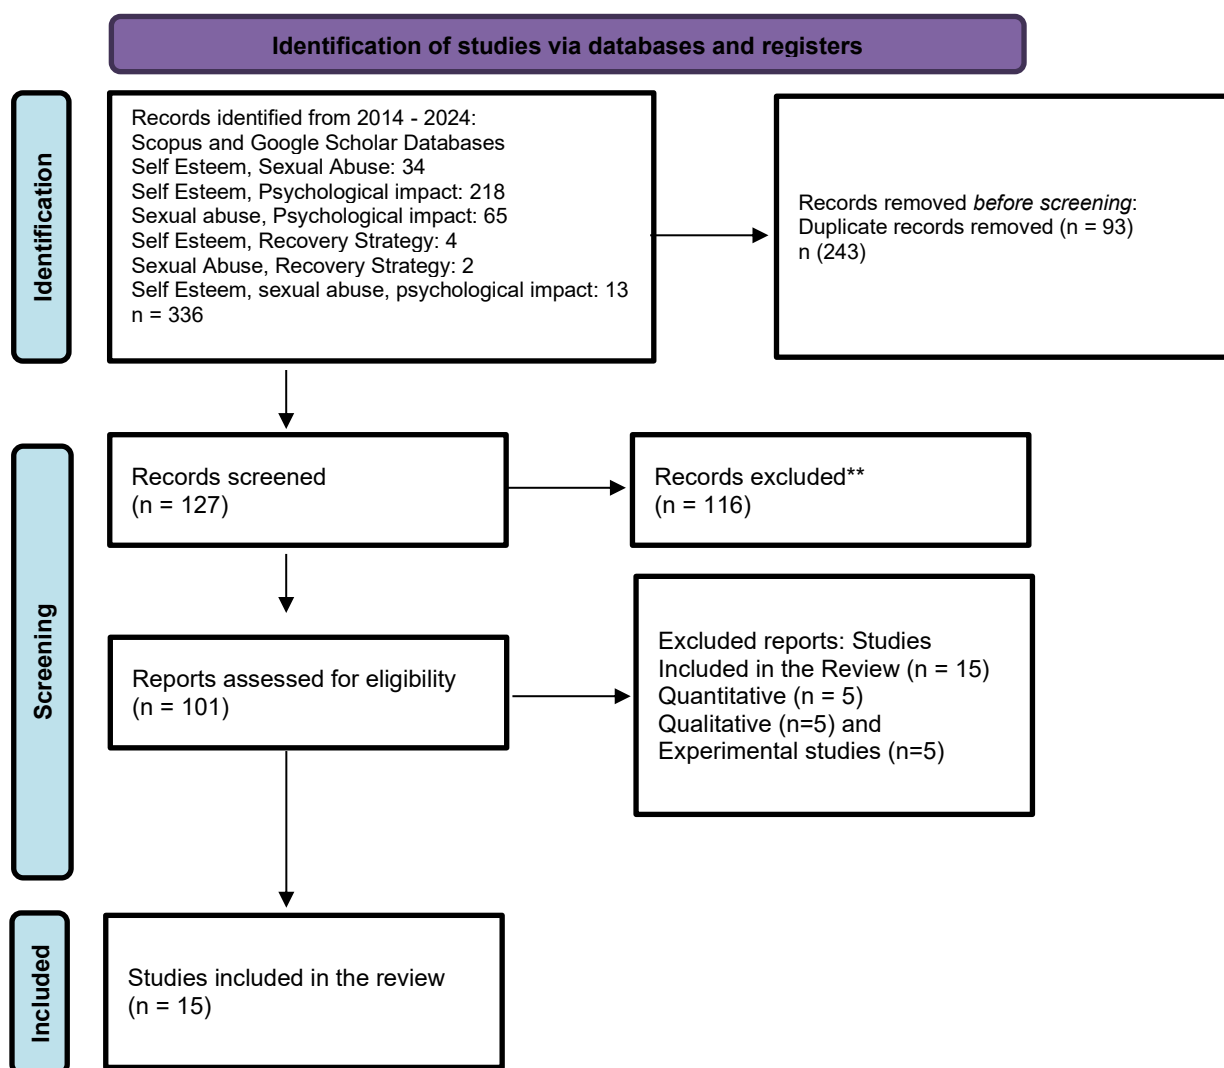 Identification of studies via databases and registers
Identification
Records identified from 2014 - 2024:
Scopus and Google Scholar Databases
Self Esteem, Sexual Abuse: 34
Self Esteem, Psychological impact: 218
Sexual abuse, Psychological impact: 65
Self Esteem, Recovery Strategy: 4
Sexual Abuse, Recovery Strategy: 2
Self Esteem, sexual abuse, psychological impact: 13
n = 336
Records removed before screening:
Duplicate records removed (n = 93)
n (243)
Screening
Records screened
(n = 127)
Records excluded**
(n = 116)
Reports assessed for eligibility
(n = 101)
Excluded reports: Studies
Included in the Review (n = 15)
Quantitative (n = 5)
Qualitative (n=5) and
Experimental studies (n=5)
Included
Studies included in the review
(n = 15)